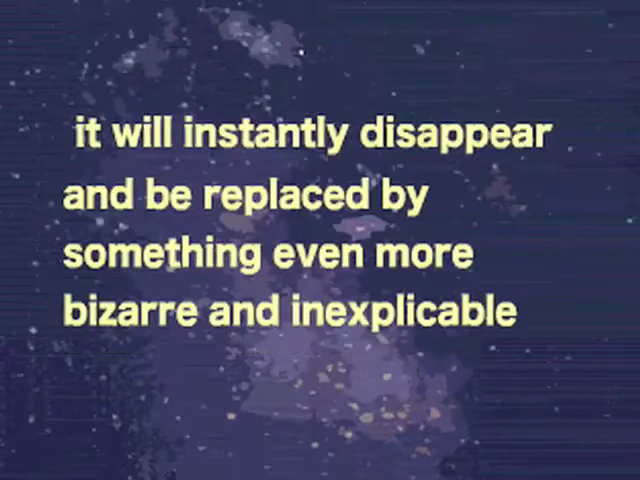 it will instantly disappear
and be replaced by
something even more
bizarre and inexplicable